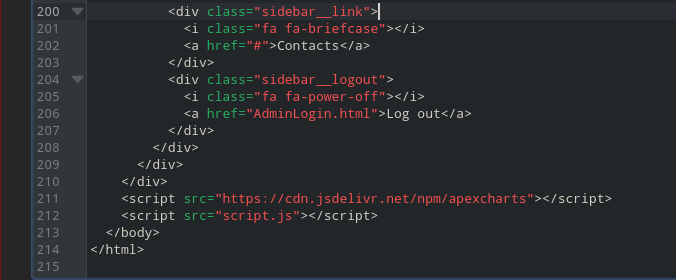 200 <div class="sidebar__link">
201 <i class="fa fa-briefcase"></i>
202 <a href="#">Contacts</a>
203 </div>
204 <div class="sidebar__logout">
205 <i class="fa fa-power-off"></i>
206 <a href="AdminLogin.html">Log out</a>
207 </div>
208 </div>
209 </div>
210 </div>
211 <script src="https://cdn.jsdelivr.net/npm/apexcharts"></script>
212 <script src="script.js"></script>
213 </body>
214 </html>
215